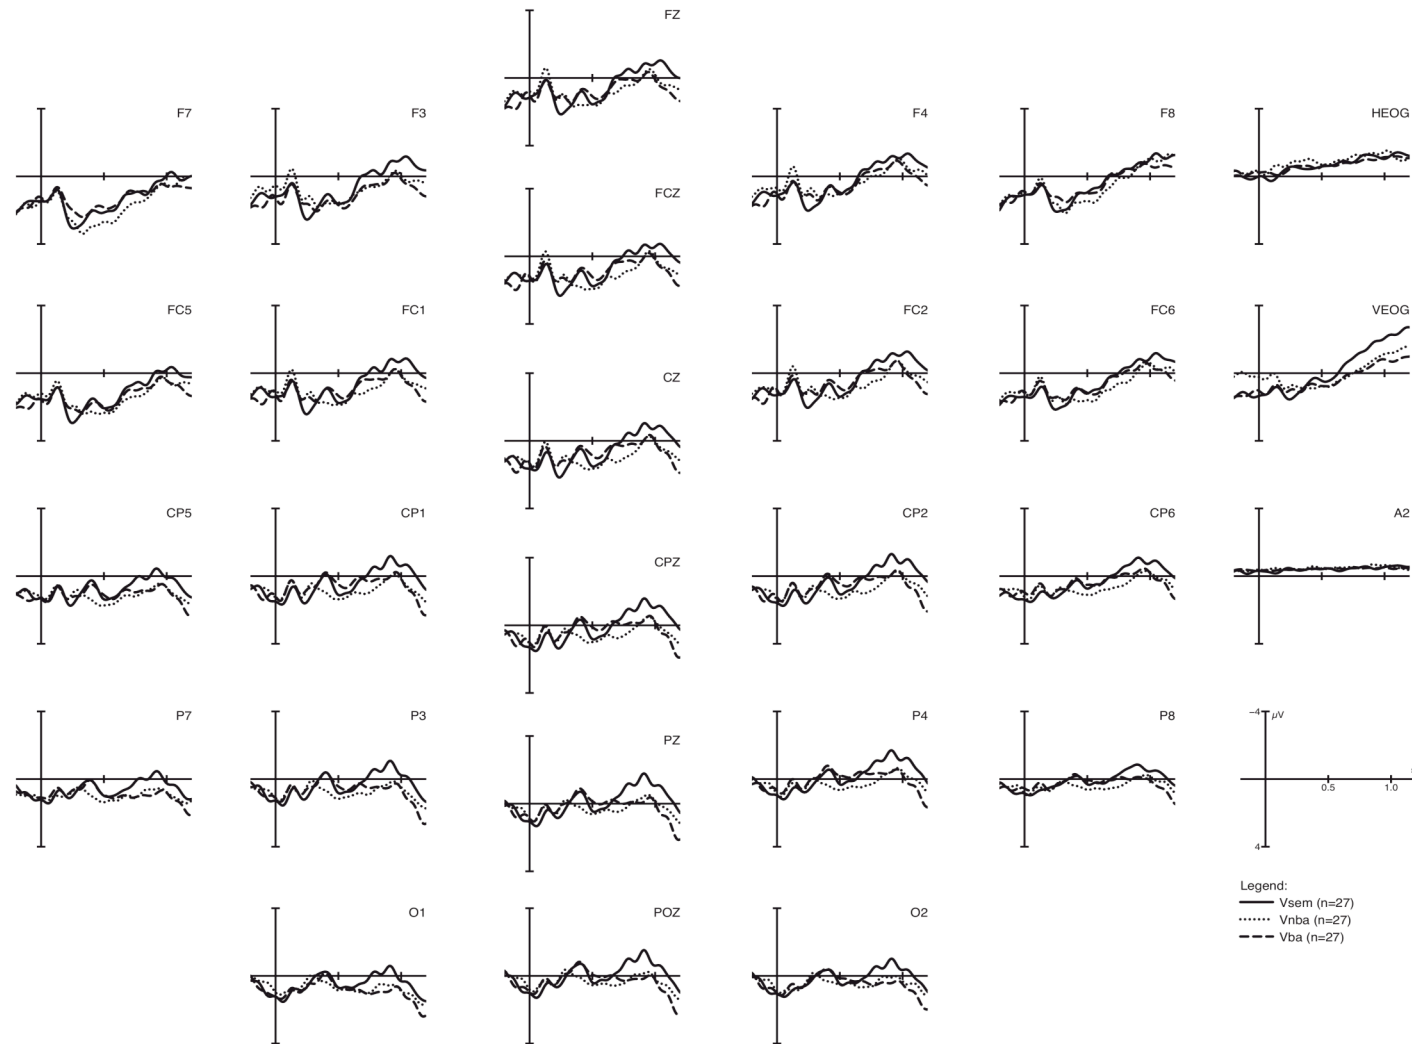 FZ
F7
F3
F4
F8
HEOG
FCZ
FC5
FC1
FC2
FC6
VEOG
CZ
CP5
CP1
CP2
CP6
A2
CPZ
P7
P3
P4
P8
−4
µV
PZ
0.5
1.0
4
Legend:
Vsem (n=27)
Vnba (n=27)
Vba (n=27)
O1
POZ
O2